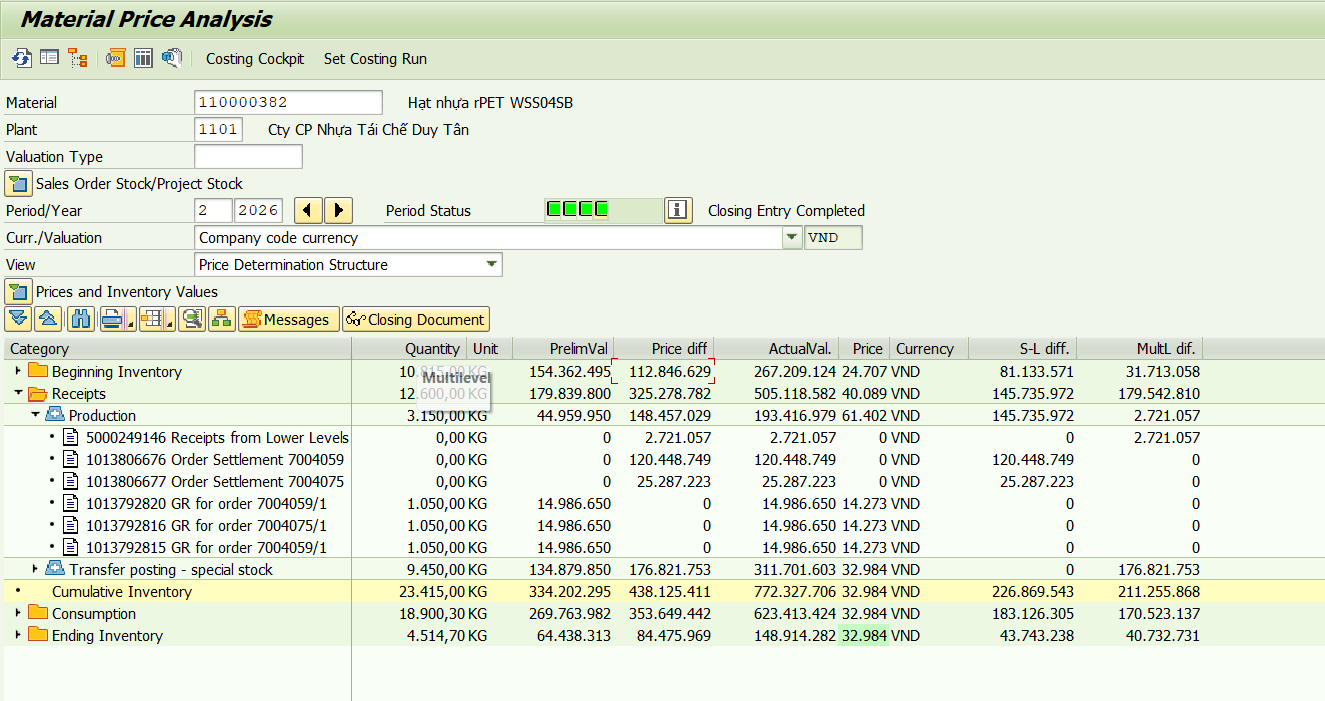 Material Price Analysis
Costing Cockpit Set Costing Run
Material 110000382 Hạt nhựa rPET WSS04SB
Plant 1101 Cty CP Nhựa Tái Chế Duy Tân
Valuation Type
Sales Order Stock/Project Stock
Period/Year 2 2026 Period Status Closing Entry Completed
Curr./Valuation Company code currency VND
View Price Determination Structure
Prices and Inventory Values
Messages Closing Document
Category Quantity Unit PrelimVal Price diff ActualVal. Price Currency S-L diff. MultL dif.
Beginning Inventory 10.815,00 KG 154.362.495 112.846.629 267.209.124 24.707 VND 81.133.571 31.713.058
Multilevel
Receipts 12.600,00 KG 179.839.800 325.278.782 505.118.582 40.089 VND 145.735.972 179.542.810
Production 3.150,00 KG 44.959.950 148.457.029 193.416.979 61.402 VND 145.735.972 2.721.057
5000249146 Receipts from Lower Levels 0,00 KG 0 2.721.057 2.721.057 0 VND 0 2.721.057
1013806676 Order Settlement 7004059 0,00 KG 0 120.448.749 120.448.749 0 VND 120.448.749 0
1013806677 Order Settlement 7004075 0,00 KG 0 25.287.223 25.287.223 0 VND 25.287.223 0
1013792820 GR for order 7004059/1 1.050,00 KG 14.986.650 0 14.986.650 14.273 VND 0 0
1013792816 GR for order 7004075/1 1.050,00 KG 14.986.650 0 14.986.650 14.273 VND 0 0
1013792815 GR for order 7004059/1 1.050,00 KG 14.986.650 0 14.986.650 14.273 VND 0 0
Transfer posting - special stock 9.450,00 KG 134.879.850 176.821.753 311.701.603 32.984 VND 0 176.821.753
Cumulative Inventory 23.415,00 KG 334.202.295 438.125.411 772.327.706 32.984 VND 226.869.543 211.255.868
Consumption 18.900,30 KG 269.763.982 353.649.442 623.413.424 32.984 VND 183.126.305 170.523.137
Ending Inventory 4.514,70 KG 64.438.313 84.475.969 148.914.282 32.984 VND 43.743.238 40.732.731